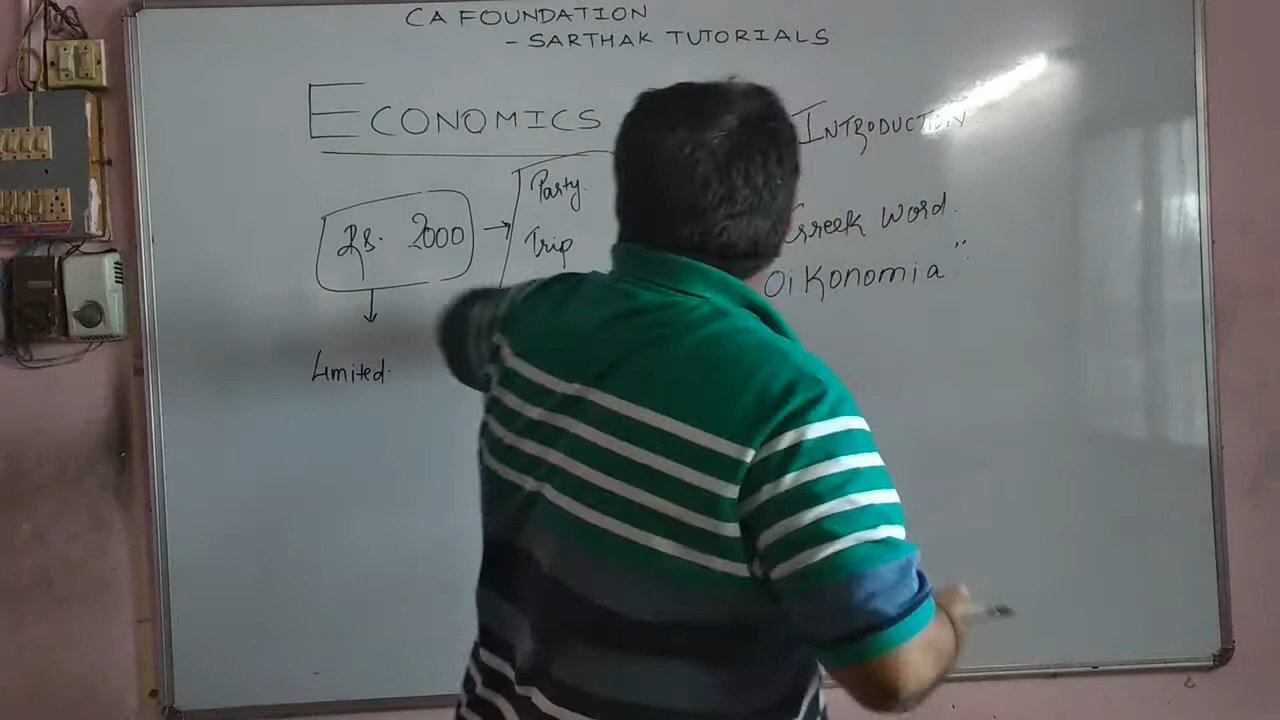 CA FOUNDATION
- SARTHAK TUTORIALS
ECONOMICS
INTRODUCTION
Party.
Rs. 2000 →
Trip
Greek Word.
Oikonomia"
Limited.